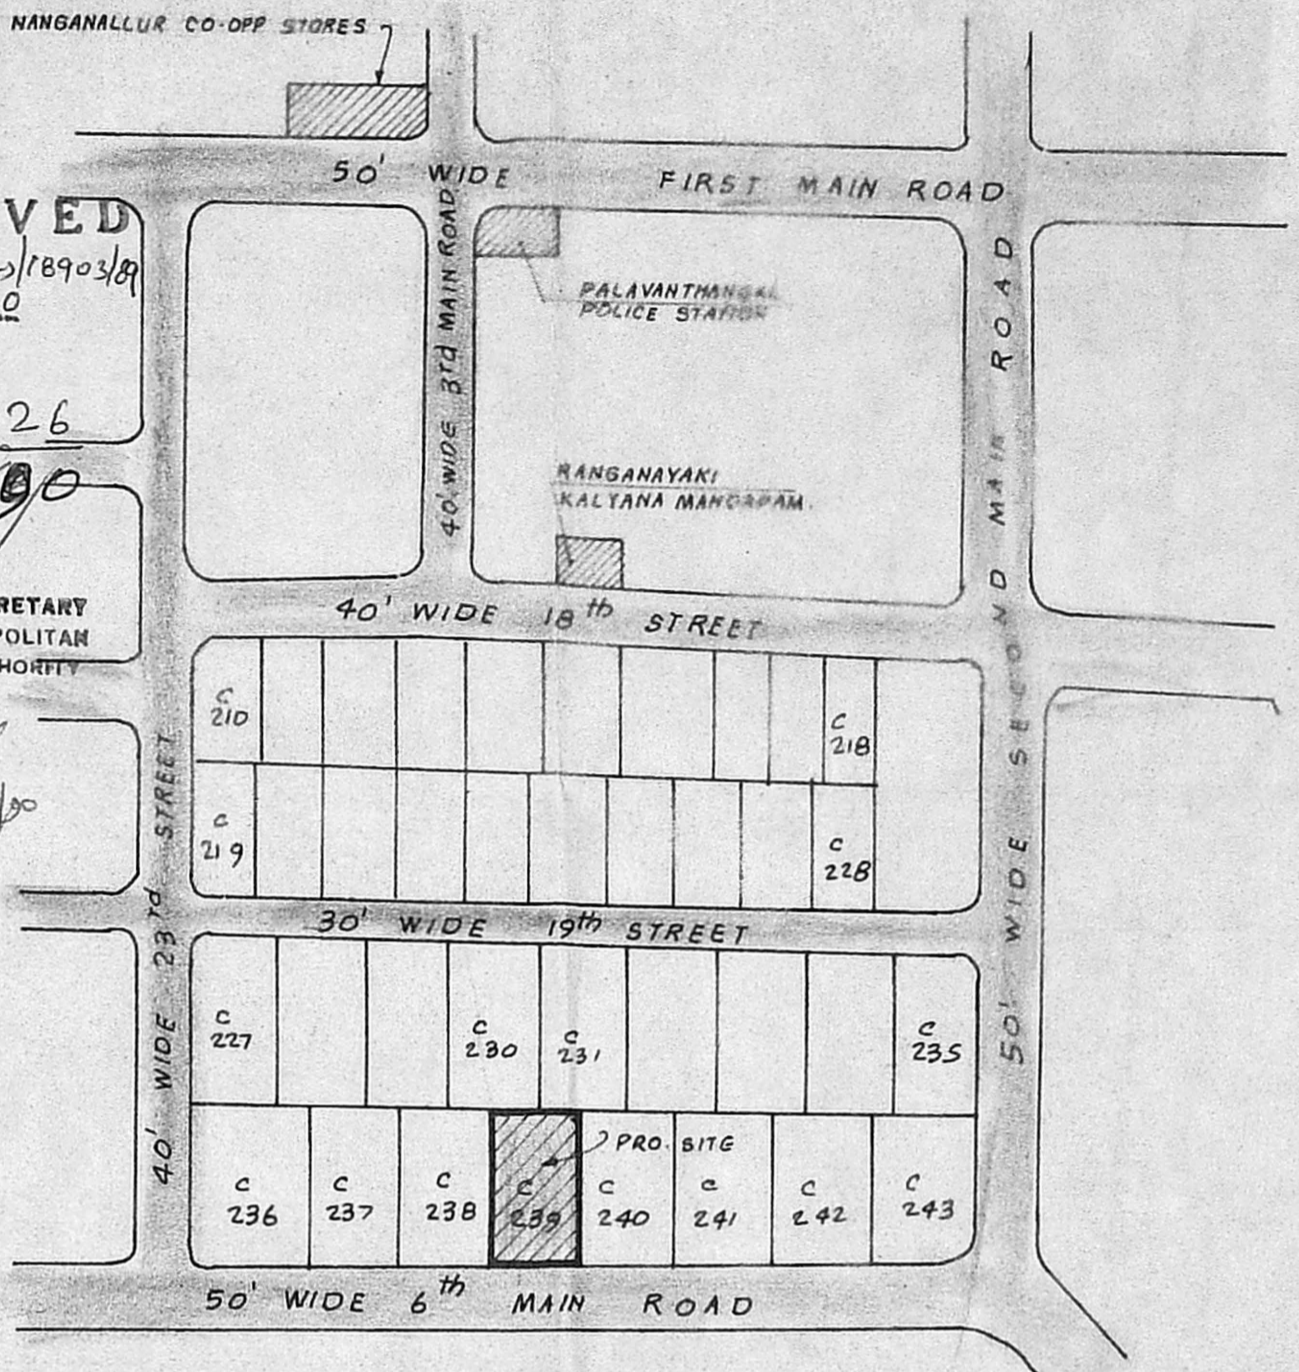 NANGANALLUR CO-OPP STORES
50' WIDE FIRST MAIN ROAD
VED
/18903/89
40' WIDE 3rd MAIN ROAD
PALAVANTHANGAL
POLICE STATION
26
RANGANAYAKI
KALYANA MANDAPAM.
RETARY
POLITAN
HORITY
40' WIDE 18th STREET
50' WIDE SECOND MAIN ROAD
C
210
C
218
C
219
C
228
40' WIDE 23rd STREET
30' WIDE 19th STREET
C
227
C
230
C
231
C
235
PRO. SITE
C
236
C
237
C
238
C
239
C
240
C
241
C
242
C
243
50' WIDE 6th MAIN ROAD